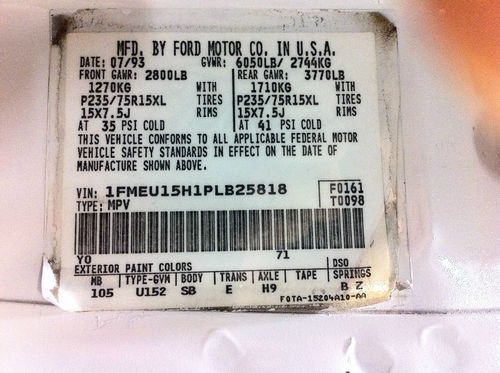 MFD. BY FORD MOTOR CO. IN U.S.A.
DATE: 07/93 GVWR: 6050LB/ 2744KG
FRONT GAWR: 2800LB REAR GAWR: 3770LB
1270KG WITH 1710KG WITH
P235/75R15XL TIRES P235/75R15XL TIRES
15X7.5J RIMS 15X7.5J RIMS
AT 35 PSI COLD AT 41 PSI COLD
THIS VEHICLE CONFORMS TO ALL APPLICABLE FEDERAL MOTOR
VEHICLE SAFETY STANDARDS IN EFFECT ON THE DATE OF
MANUFACTURE SHOWN ABOVE.
VIN: 1FMEU15H1PLB25818 F0161
TYPE: MPV T0098
YO 71
EXTERIOR PAINT COLORS DSO
WB TYPE-GVM BODY TRANS AXLE TAPE SPRINGS
105 U152 SB E H9 B Z
F0TA-15204A10-AA